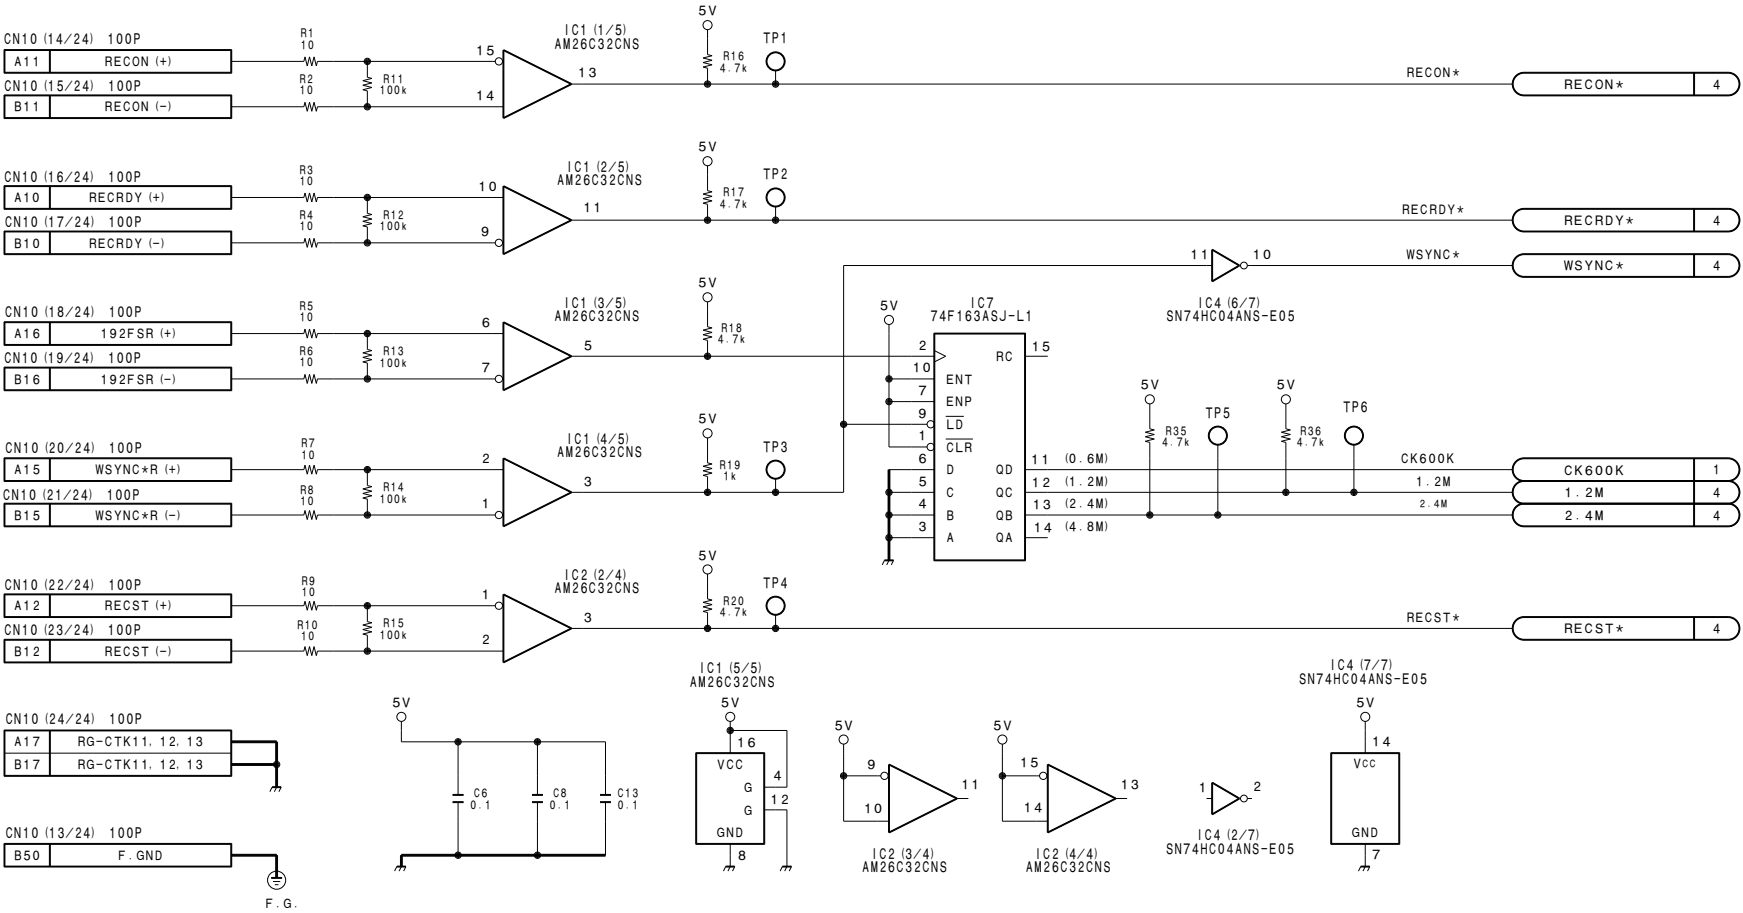 CN10 (14/24) 100P
A11 RECON (+)
CN10 (15/24) 100P
B11 RECON (−)
R1
10
R2
10
R11
100k
15
14
IC1 (1/5)
AM26C32CNS
13
5V
R16
4.7k
TP1
RECON*
RECON* 4
CN10 (16/24) 100P
A10 RECRDY (+)
CN10 (17/24) 100P
B10 RECRDY (−)
R3
10
R4
10
R12
100k
10
9
IC1 (2/5)
AM26C32CNS
11
5V
R17
4.7k
TP2
RECRDY*
RECRDY* 4
11
10
IC4 (6/7)
SN74HC04ANS-E05
WSYNC*
WSYNC* 4
CN10 (18/24) 100P
A16 192FSR (+)
CN10 (19/24) 100P
B16 192FSR (−)
R5
10
R6
10
R13
100k
6
7
IC1 (3/5)
AM26C32CNS
5
5V
R18
4.7k
5V
IC7
74F163ASJ-L1
2
RC 15
10 ENT
7 ENP
9 LD
1 CLR
6 D QD 11 (0.6M)
5 C QC 12 (1.2M)
4 B QB 13 (2.4M)
3 A QA 14 (4.8M)
5V
R35
4.7k
TP5
5V
R36
4.7k
TP6
CK600K
1.2M
2.4M
CK600K 1
1.2M 4
2.4M 4
CN10 (20/24) 100P
A15 WSYNC*R (+)
CN10 (21/24) 100P
B15 WSYNC*R (−)
R7
10
R8
10
R14
100k
2
1
IC1 (4/5)
AM26C32CNS
3
5V
R19
1k
TP3
CN10 (22/24) 100P
A12 RECST (+)
CN10 (23/24) 100P
B12 RECST (−)
R9
10
R10
10
R15
100k
1
2
IC2 (2/4)
AM26C32CNS
3
5V
R20
4.7k
TP4
RECST*
RECST* 4
CN10 (24/24) 100P
A17 RG-CTK11, 12, 13
B17 RG-CTK11, 12, 13
CN10 (13/24) 100P
B50 F.GND
F.G.
5V
C6
0.1
C8
0.1
C13
0.1
IC1 (5/5)
AM26C32CNS
5V
16
VCC
4
G
12
G
GND
8
5V
9
10
11
IC2 (3/4)
AM26C32CNS
5V
15
14
13
IC2 (4/4)
AM26C32CNS
1
2
IC4 (2/7)
SN74HC04ANS-E05
IC4 (7/7)
SN74HC04ANS-E05
5V
14
Vcc
GND
7